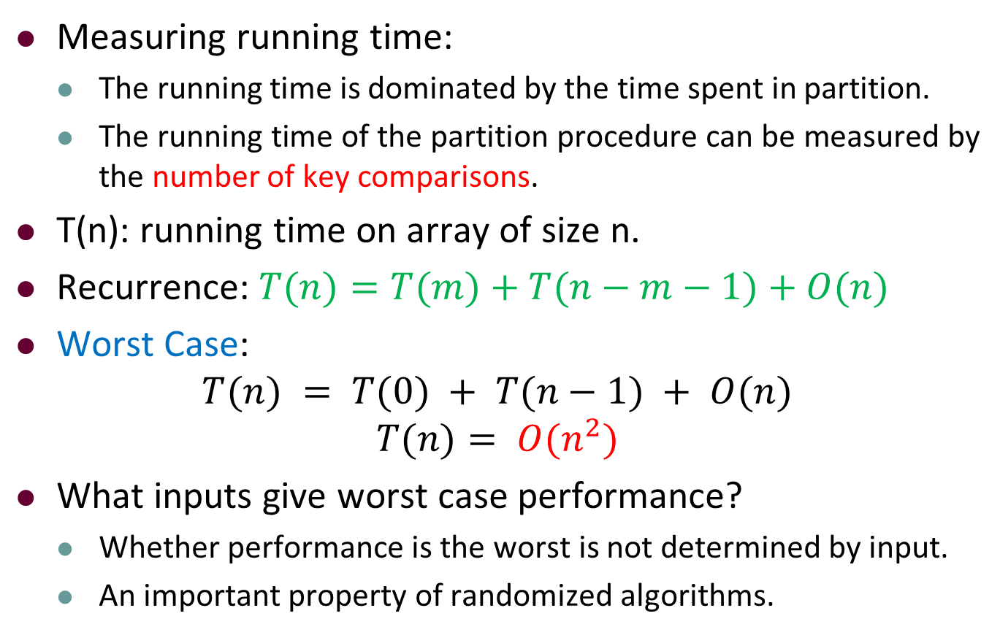 Measuring running time:
The running time is dominated by the time spent in partition.
The running time of the partition procedure can be measured by
the number of key comparisons.
T(n): running time on array of size n.
Recurrence: T(n) = T(m) + T(n − m − 1) + O(n)
Worst Case:
T(n) = T(0) + T(n − 1) + O(n)
T(n) = O(n²)
What inputs give worst case performance?
Whether performance is the worst is not determined by input.
An important property of randomized algorithms.